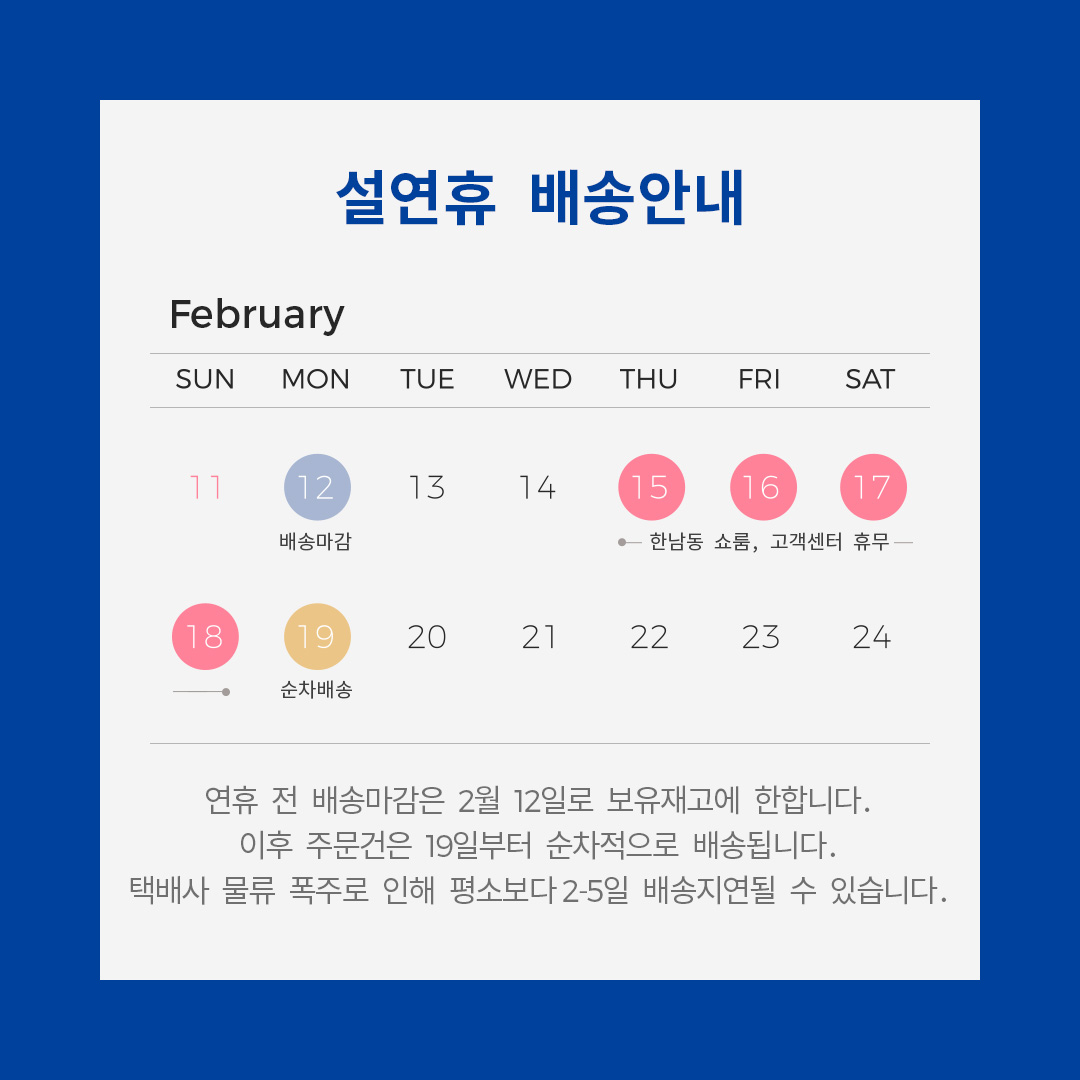 설연휴 배송안내
February
SUN MON TUE WED THU FRI SAT
11 12 13 14 15 16 17
배송마감 한남동 쇼룸, 고객센터 휴무
18 19 20 21 22 23 24
순차배송
연휴 전 배송마감은 2월 12일로 보유재고에 한합니다.
이후 주문건은 19일부터 순차적으로 배송됩니다.
택배사 물류 폭주로 인해 평소보다 2-5일 배송지연될 수 있습니다.